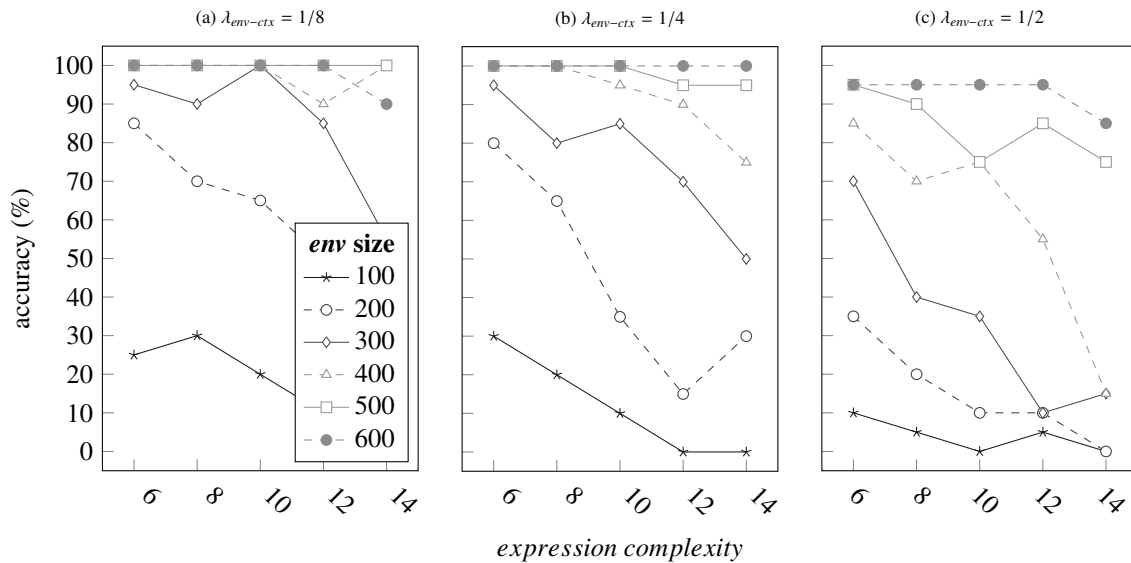 (a) λenv−ctx = 1/8
(b) λenv−ctx = 1/4
(c) λenv−ctx = 1/2
accuracy (%)
100
90
80
70
60
50
40
30
20
10
0
env size
100
200
300
400
500
600
6 8 10 12 14
6 8 10 12 14
6 8 10 12 14
expression complexity